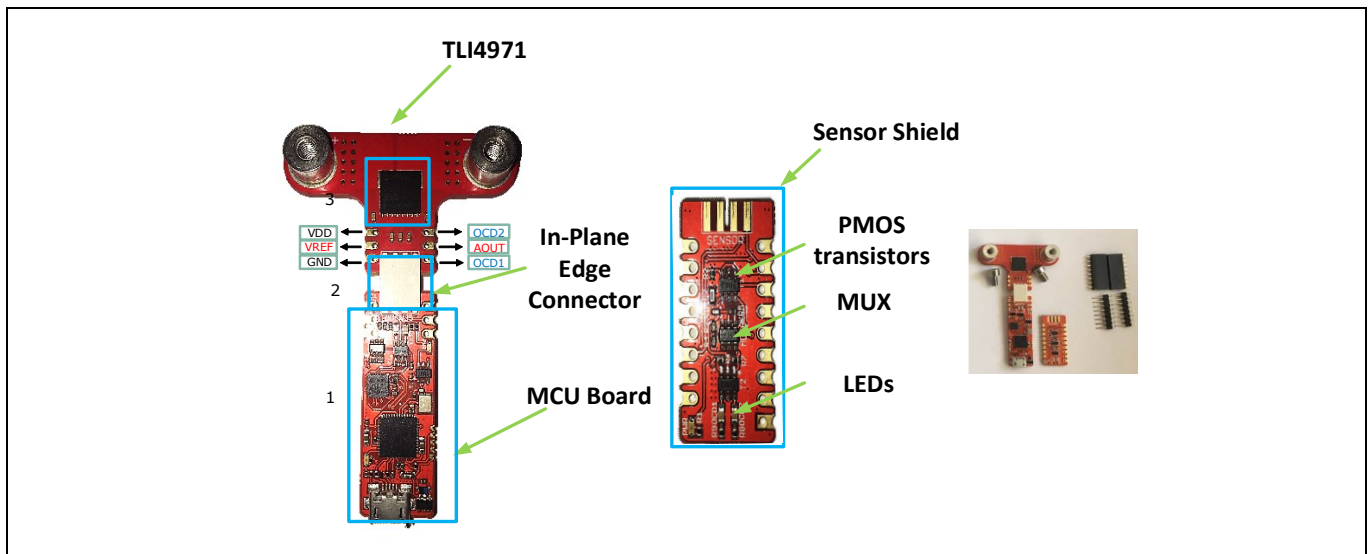 TLI4971
Sensor Shield
3
VDD
OCD2
VREF
AOUT
GND
OCD1
In-Plane
Edge
Connector
2
PMOS
transistors
MUX
LEDs
1
MCU Board
SENSOR